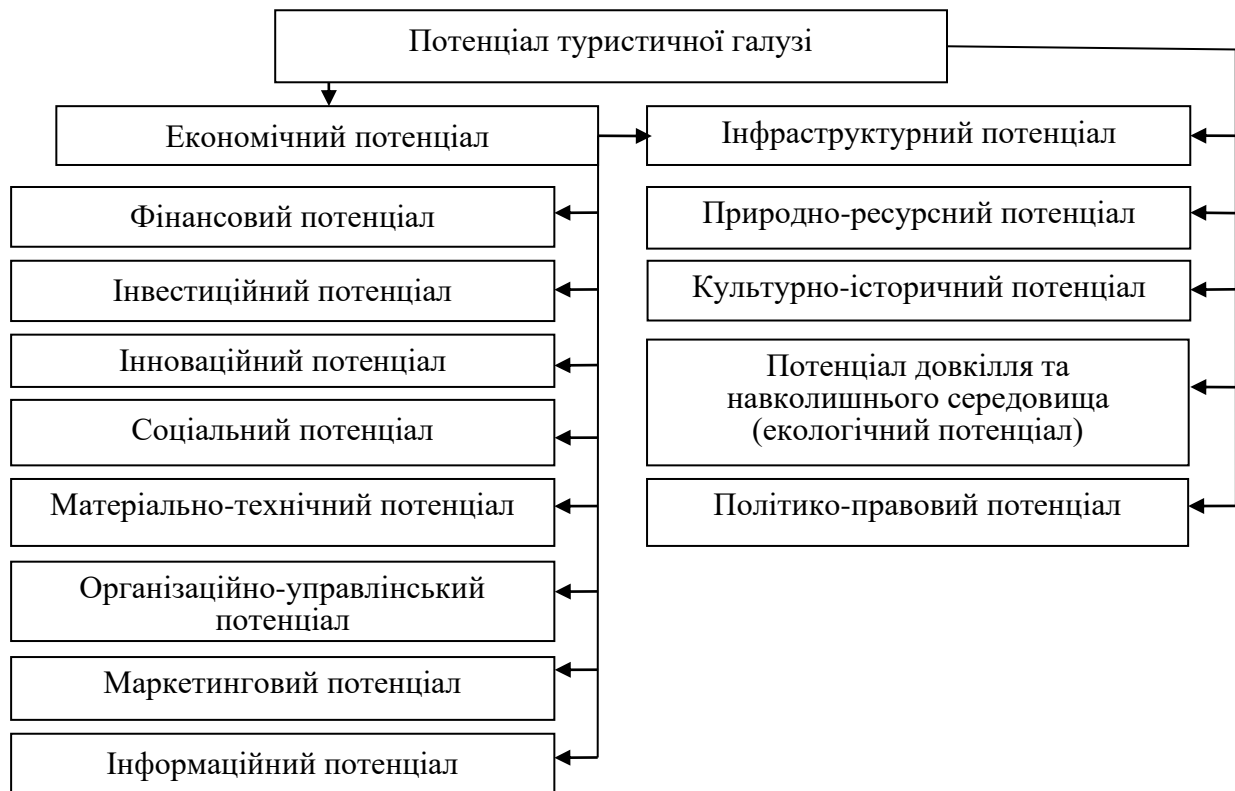 Потенціал туристичної галузі
Економічний потенціал
Фінансовий потенціал
Інвестиційний потенціал
Інноваційний потенціал
Соціальний потенціал
Матеріально-технічний потенціал
Організаційно-управлінський
потенціал
Маркетинговий потенціал
Інформаційний потенціал
Інфраструктурний потенціал
Природно-ресурсний потенціал
Культурно-історичний потенціал
Потенціал довкілля та
навколишнього середовища
(екологічний потенціал)
Політико-правовий потенціал